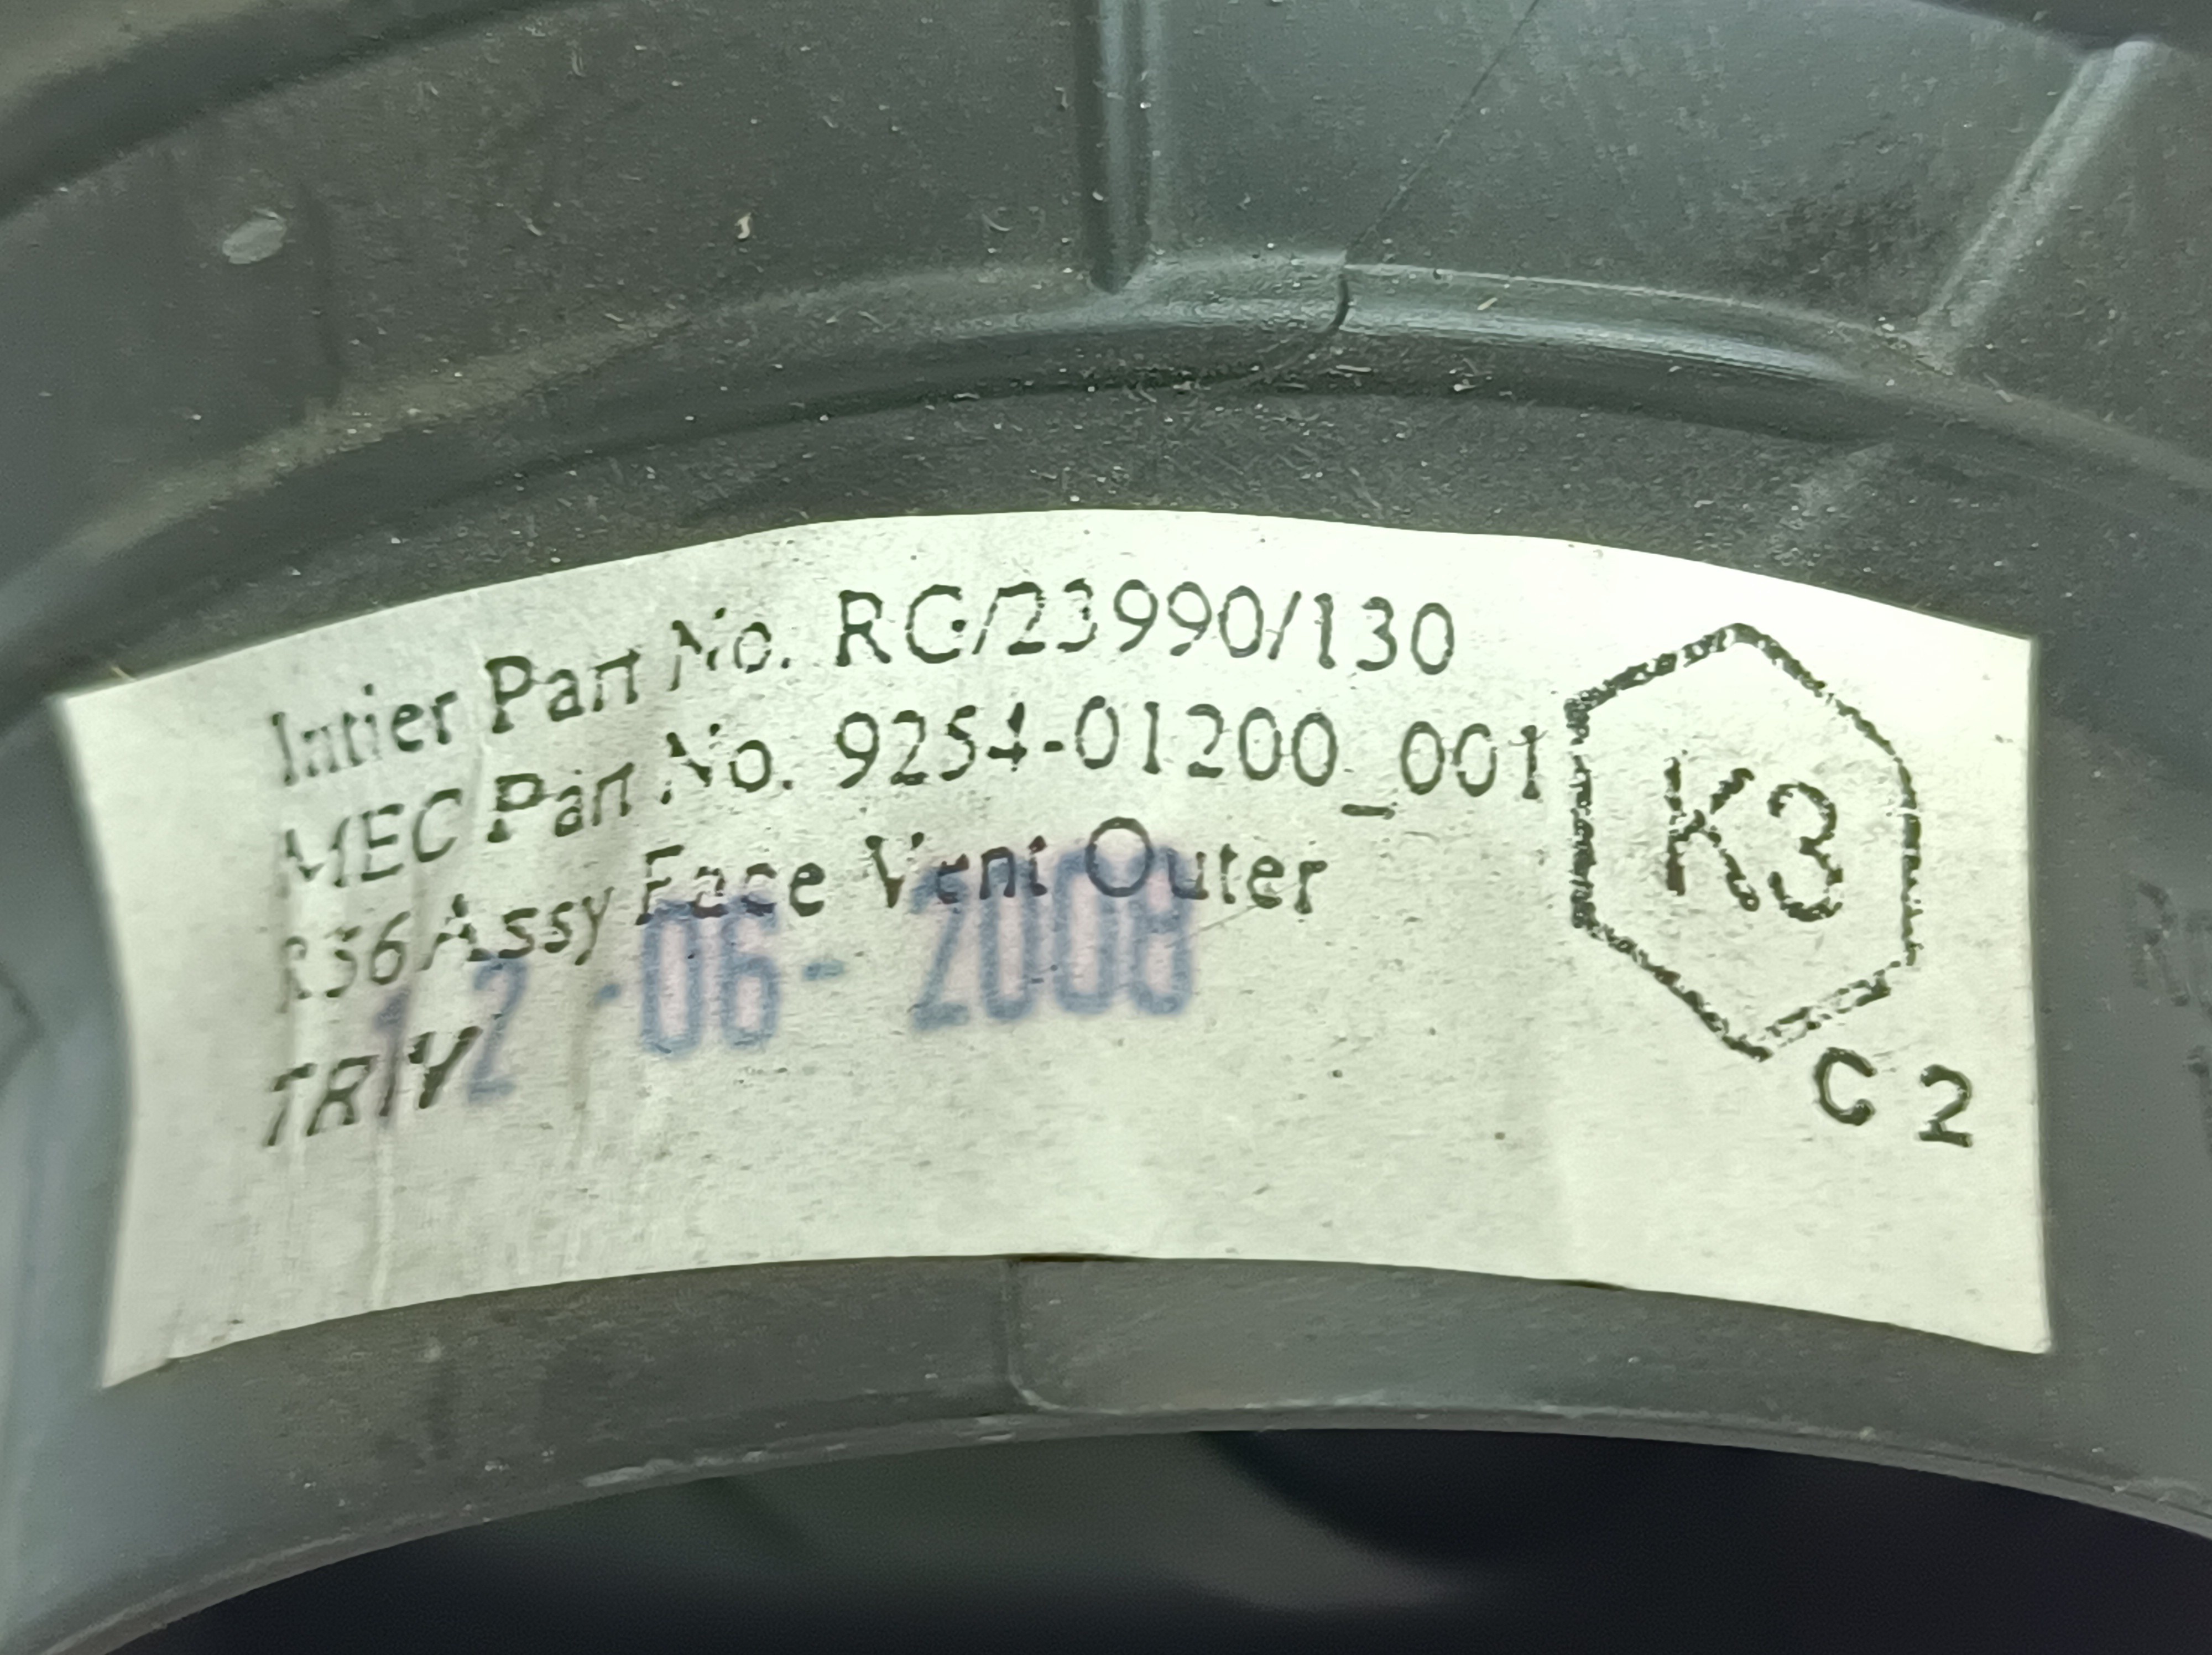 Intier Part No. RG/23990/130
MEC Part No. 9254-01200_001
R56 Assy Face Vent Outer
12 -06- 2008
TRIV
K3
C 2